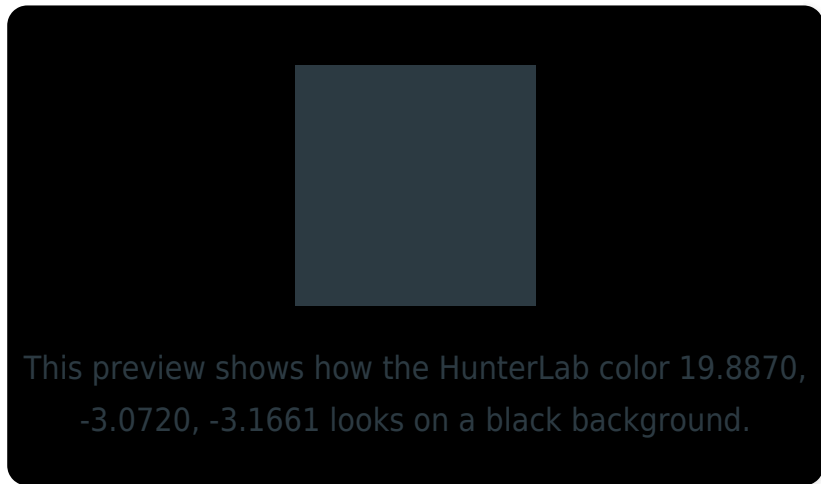 This preview shows how the HunterLab color 19.8870,
-3.0720, -3.1661 looks on a black background.